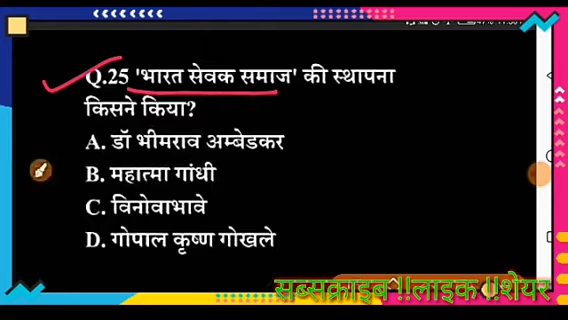 Q.25 'भारत सेवक समाज' की स्थापना
किसने किया?
A. डॉ भीमराव अम्बेडकर
B. महात्मा गांधी
C. विनोवाभावे
D. गोपाल कृष्ण गोखले
सब्सक्राइब !!लाइक !!शेयर